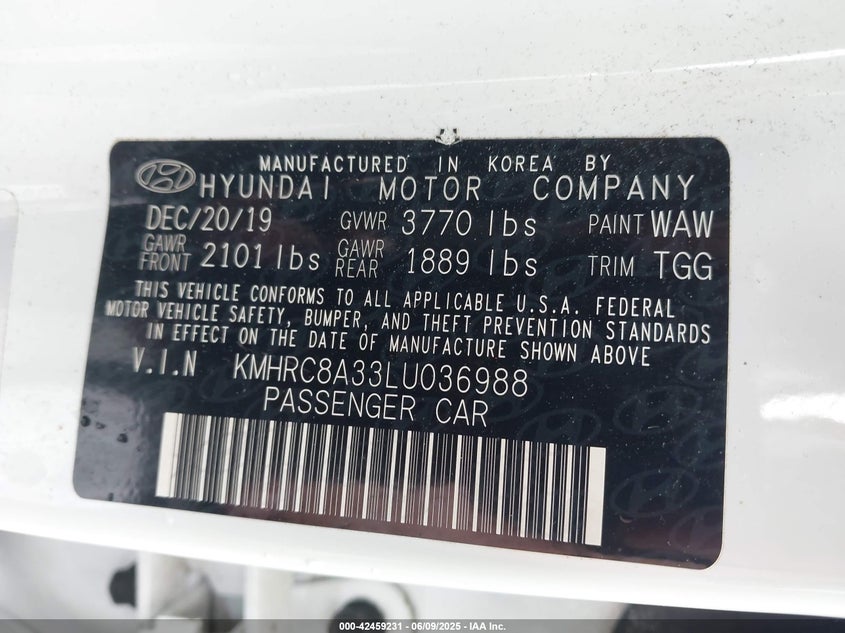 MANUFACTURED IN KOREA BY
HYUNDAI MOTOR COMPANY
DEC/20/19 GVWR 3770 lbs PAINT WAW
GAWR FRONT 2101 lbs GAWR REAR 1889 lbs TRIM TGG
THIS VEHICLE CONFORMS TO ALL APPLICABLE U.S.A. FEDERAL
MOTOR VEHICLE SAFETY, BUMPER, AND THEFT PREVENTION STANDARDS
IN EFFECT ON THE DATE OF MANUFACTURE SHOWN ABOVE
V.I.N KMHRC8A33LU036988
PASSENGER CAR
000-42459231 - 06/09/2025 - IAA Inc.